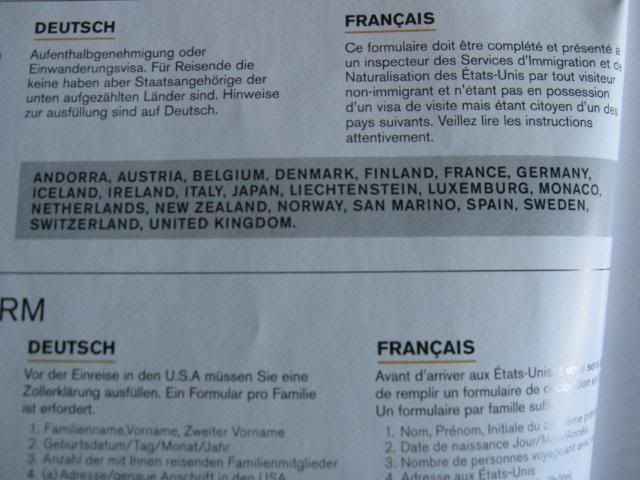 DEUTSCH
Aufenthalbgenehmigung oder
Einwanderungsvisa. Für Reisende die
keine haben aber Staatsangehörige der
unten aufgezählten Länder sind. Hinweise
zur ausfüllung sind auf Deutsch.
FRANÇAIS
Ce formulaire doit être complété et présenté à
un inspecteur des Services d'Immigration et de
Naturalisation des États-Unis par tout visiteur
non-immigrant et n'étant pas en possession
d'un visa de visite mais étant citoyen d'un des
pays suivants. Veillez lire les instructions
attentivement.
ANDORRA, AUSTRIA, BELGIUM, DENMARK, FINLAND, FRANCE, GERMANY,
ICELAND, IRELAND, ITALY, JAPAN, LIECHTENSTEIN, LUXEMBURG, MONACO,
NETHERLANDS, NEW ZEALAND, NORWAY, SAN MARINO, SPAIN, SWEDEN,
SWITZERLAND, UNITED KINGDOM.
RM
DEUTSCH
Vor der Einreise in den U.S.A müssen Sie eine
Zollerklärung ausfüllen. Ein Formular pro Familie
ist erfordert.
1. Familienname,Vorname, Zweiter Vorname
2. Geburtsdatum/Tag/Monat/Jahr
3. Anzahl der mit Ihnen reisenden Familienmitglieder
4. (a) Adresse/genaue Anschrift in den USA
FRANÇAIS
Avant d'arriver aux États-Unis,
de remplir un formulaire de
Un formulaire par famille
1. Nom, Prénom, Initiale du
2. Date de naissance Jour/
3. Nombre de personnes
4. Adresse aux États-Unis